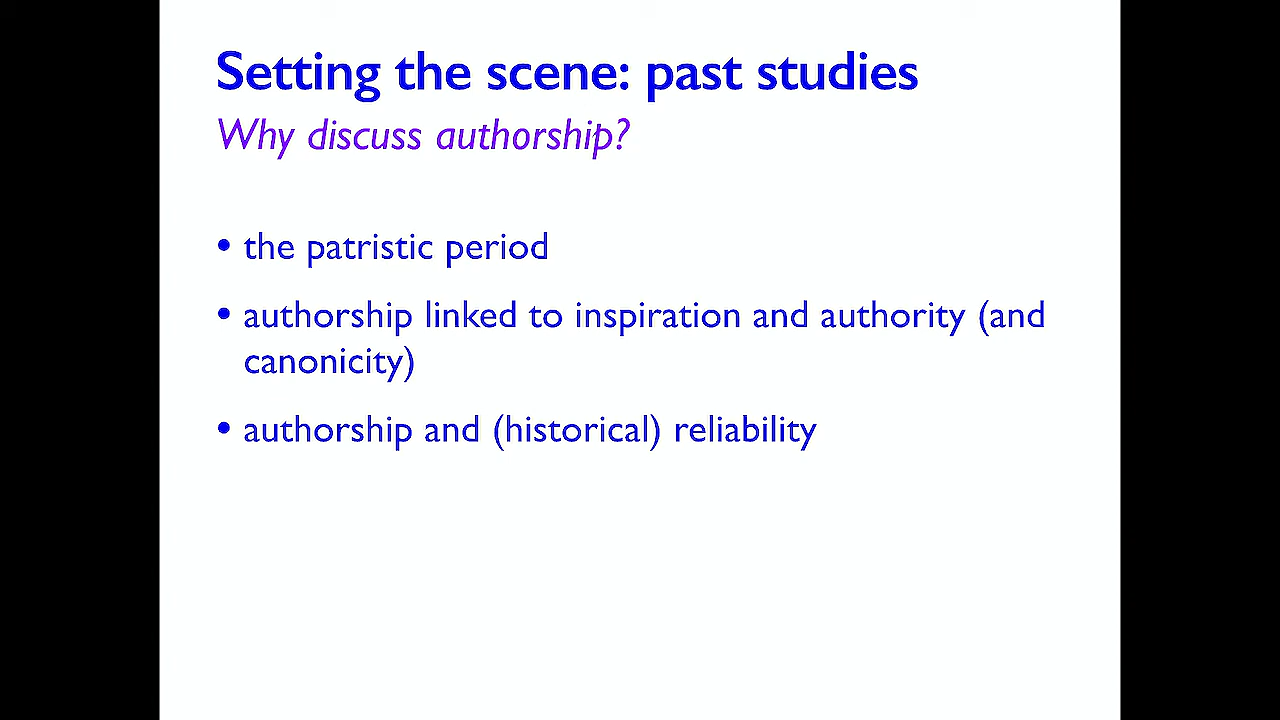 Setting the scene: past studies
Why discuss authorship?
• the patristic period
• authorship linked to inspiration and authority (and
canonicity)
• authorship and (historical) reliability